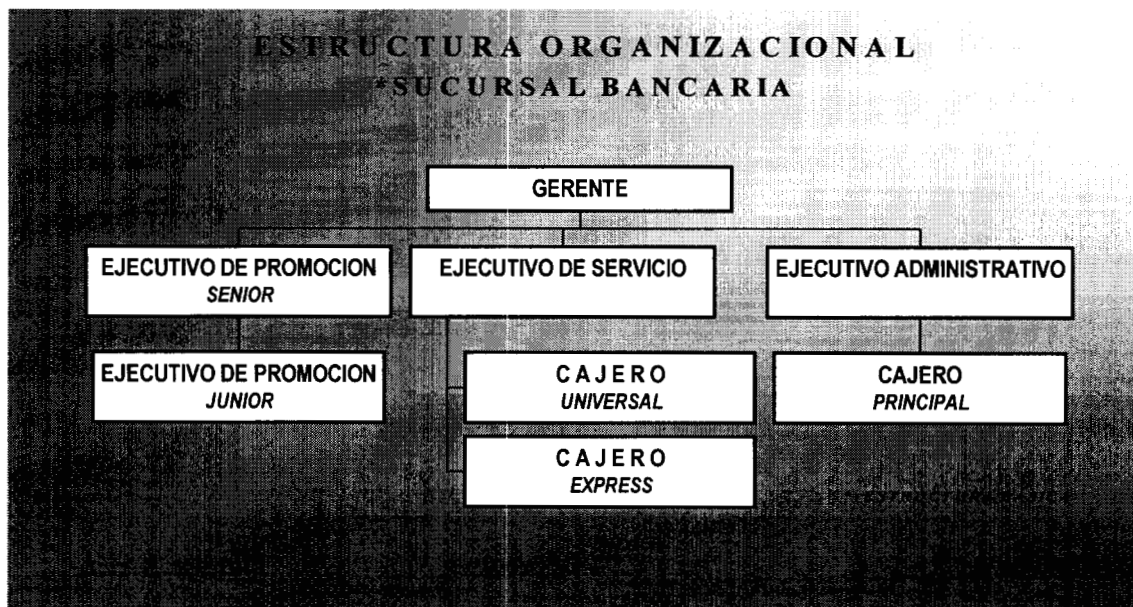 ESTRUCTURA ORGANIZACIONAL
*SUCURSAL BANCARIA
GERENTE
EJECUTIVO DE PROMOCION
SENIOR
EJECUTIVO DE SERVICIO
EJECUTIVO ADMINISTRATIVO
EJECUTIVO DE PROMOCION
JUNIOR
CAJERO
UNIVERSAL
CAJERO
PRINCIPAL
CAJERO
EXPRESS